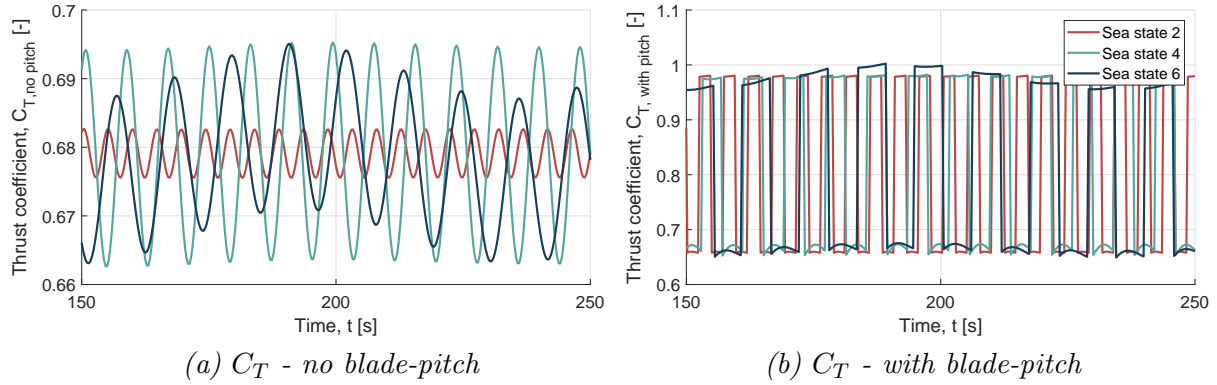 0.7
0.69
0.68
0.67
0.66
150
200
250
Thrust coefficient, C_{T,no pitch} [-]
Time, t [s]
(a) C_T - no blade-pitch
1.1
1
0.9
0.8
0.7
0.6
150
200
250
Thrust coefficient, C_{T, with pitch} [-]
Time, t [s]
Sea state 2
Sea state 4
Sea state 6
(b) C_T - with blade-pitch